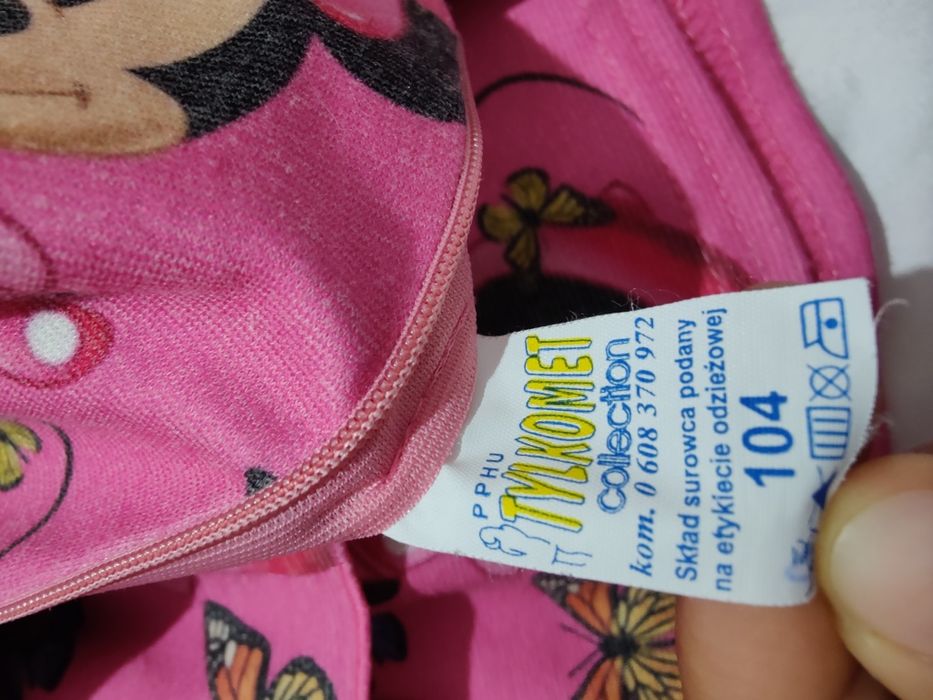 PPHU
TYLKOMET
collection
kom. 0 608 370 972
Skład surowca podany
na etykiecie odzieżowej
104